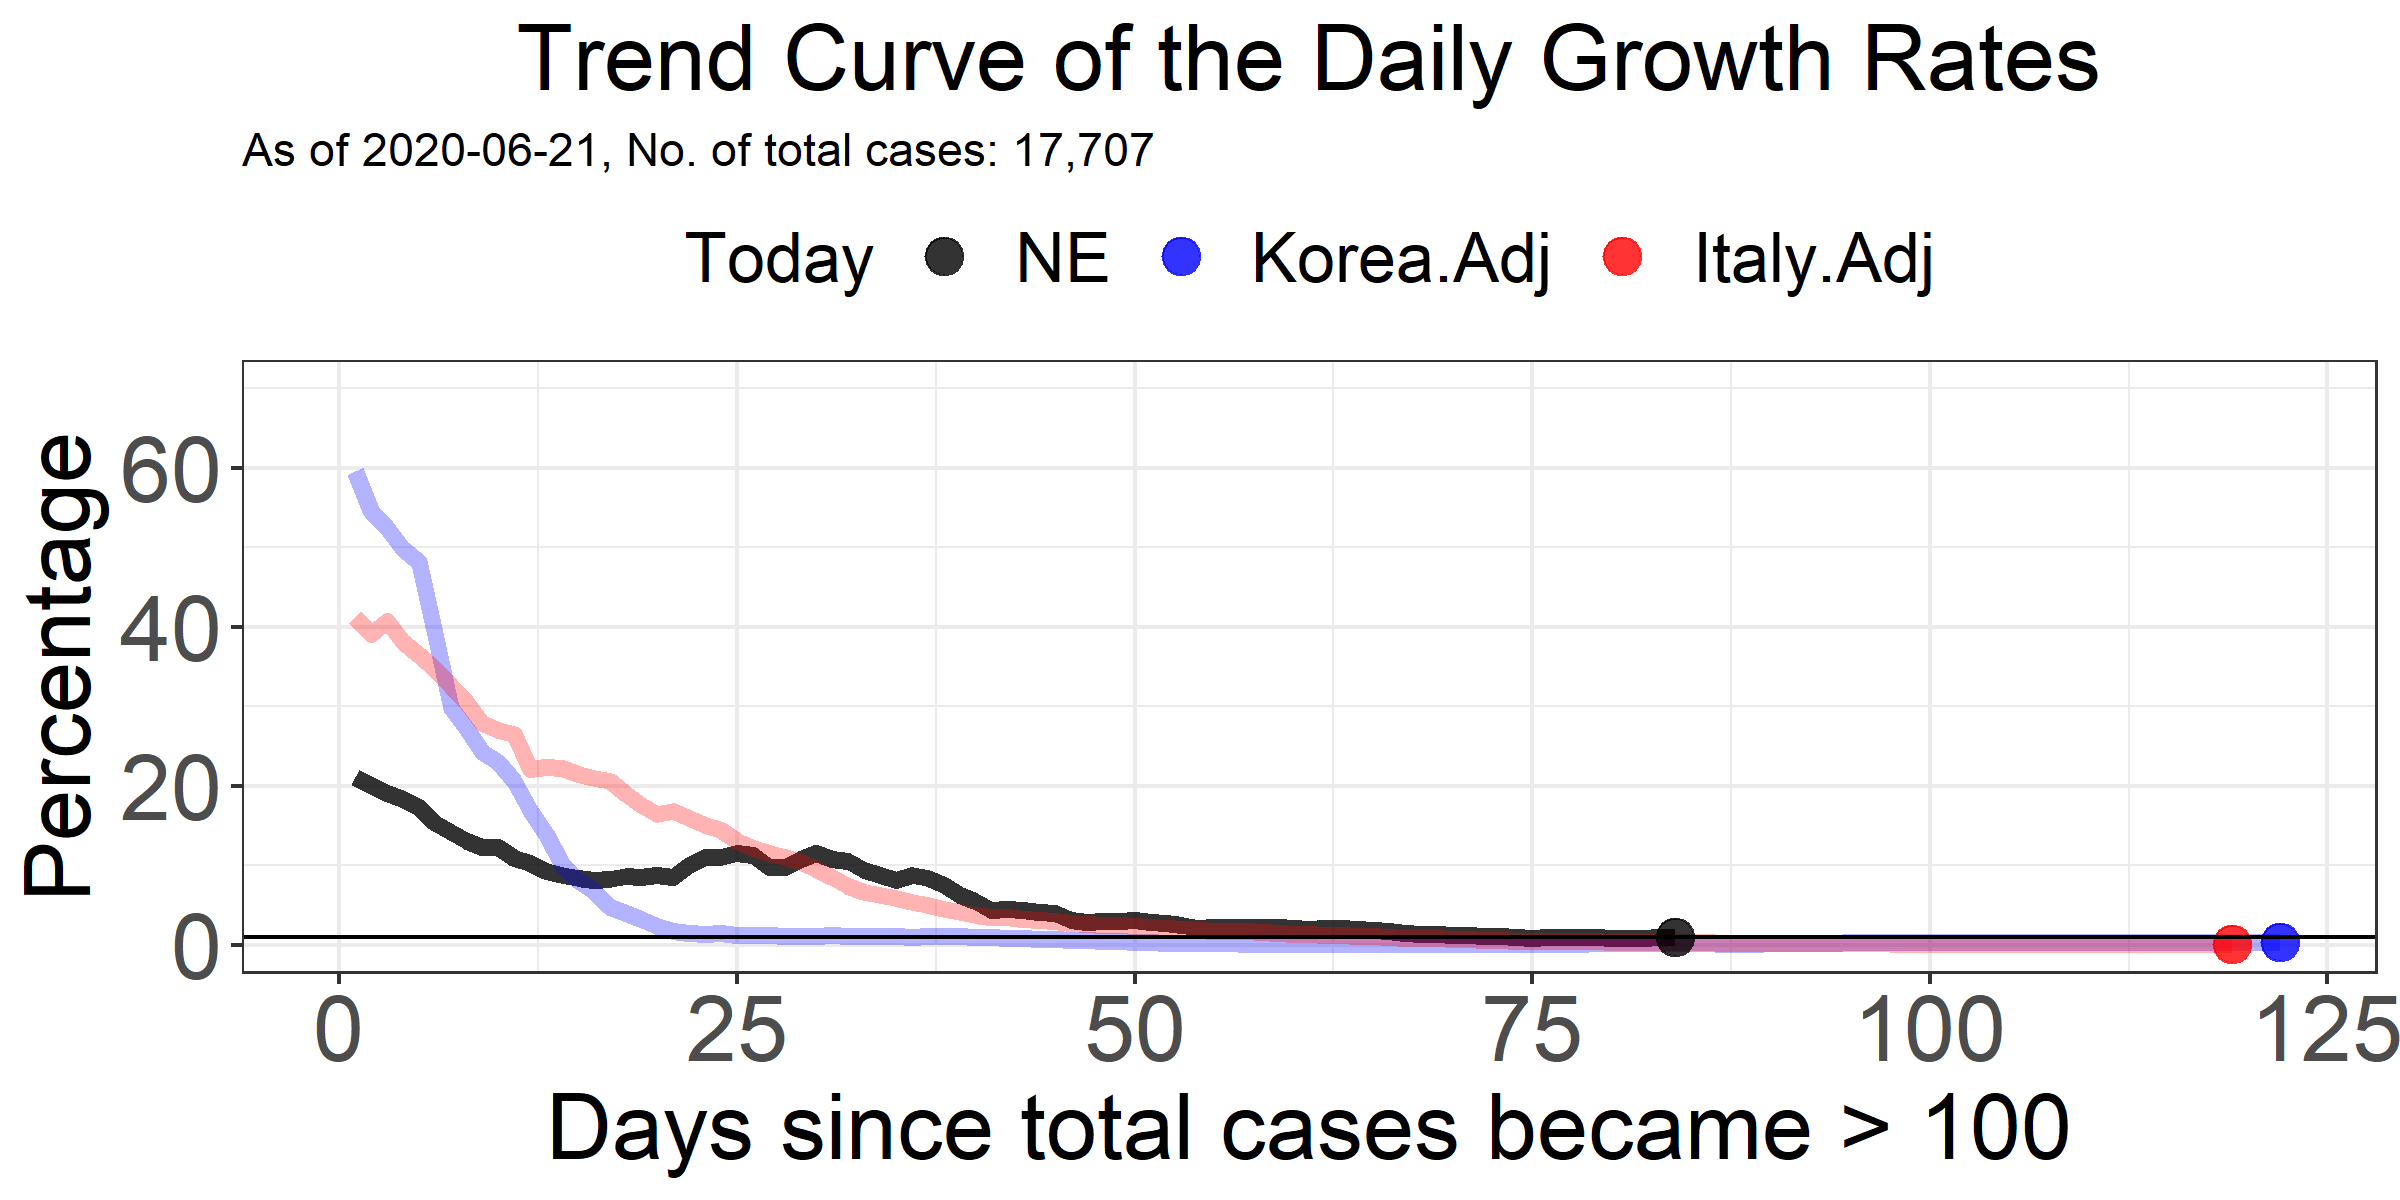 Trend Curve of the Daily Growth Rates
As of 2020-06-21, No. of total cases: 17,707
Today NE Korea.Adj Italy.Adj
Percentage
60
40
20
0
0 25 50 75 100 125
Days since total cases became > 100